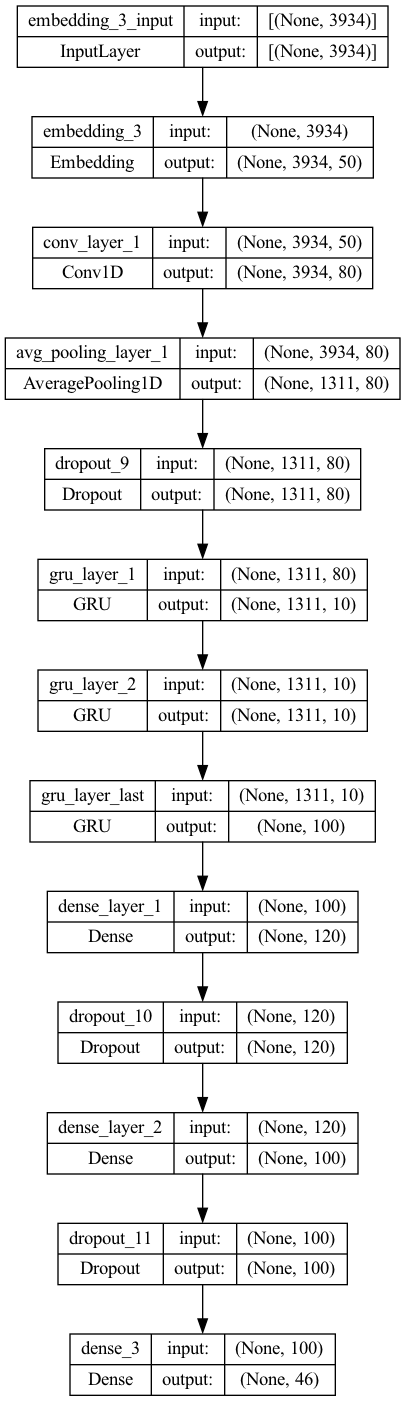 embedding_3_input input: [(None, 3934)]
InputLayer output: [(None, 3934)]
embedding_3 input: (None, 3934)
Embedding output: (None, 3934, 50)
conv_layer_1 input: (None, 3934, 50)
Conv1D output: (None, 3934, 80)
avg_pooling_layer_1 input: (None, 3934, 80)
AveragePooling1D output: (None, 1311, 80)
dropout_9 input: (None, 1311, 80)
Dropout output: (None, 1311, 80)
gru_layer_1 input: (None, 1311, 80)
GRU output: (None, 1311, 10)
gru_layer_2 input: (None, 1311, 10)
GRU output: (None, 1311, 10)
gru_layer_last input: (None, 1311, 10)
GRU output: (None, 100)
dense_layer_1 input: (None, 100)
Dense output: (None, 120)
dropout_10 input: (None, 120)
Dropout output: (None, 120)
dense_layer_2 input: (None, 120)
Dense output: (None, 100)
dropout_11 input: (None, 100)
Dropout output: (None, 100)
dense_3 input: (None, 100)
Dense output: (None, 46)